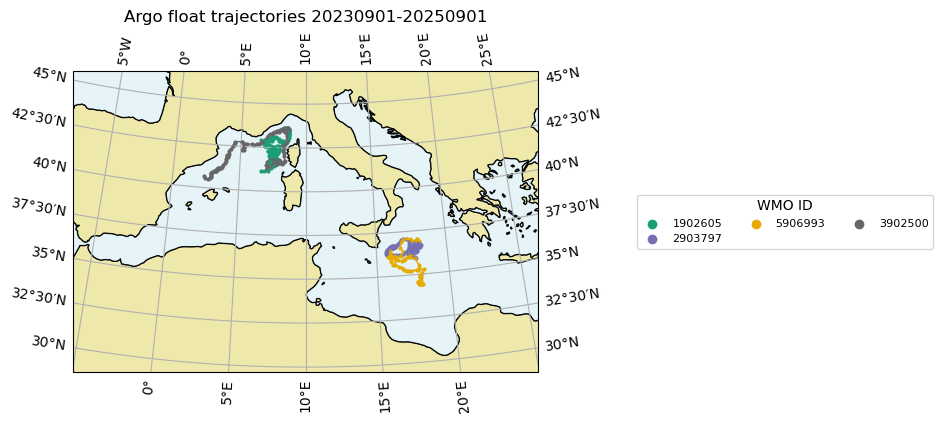 Argo float trajectories 20230901-20250901
5°W 0° 5°E 10°E 15°E 20°E 25°E
45°N 45°N
42°30′N 42°30′N
40°N 40°N
37°30′N 37°30′N
35°N 35°N
32°30′N 32°30′N
30°N 30°N
0° 5°E 10°E 15°E 20°E
WMO ID
1902605 5906993 3902500
2903797